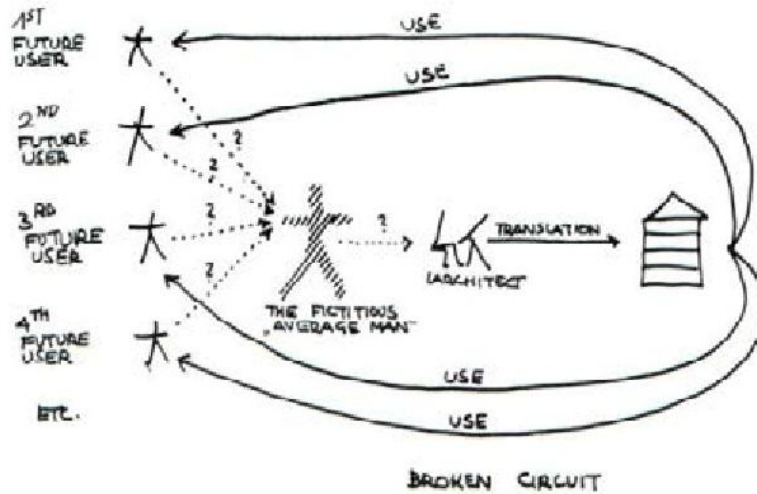 USE
1ST
FUTURE
USER
USE
2ND
FUTURE
USER
?
?
3RD
FUTURE
USER
?
?
?
TRANSLATION
ARCHITECT
THE FICTITIOUS
"AVERAGE MAN"
4TH
FUTURE
USER
USE
USE
ETC.
BROKEN CIRCUIT